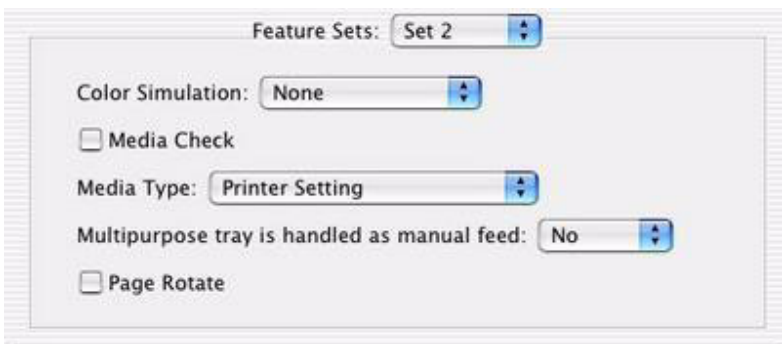 Feature Sets: Set 2
Color Simulation: None
Media Check
Media Type: Printer Setting
Multipurpose tray is handled as manual feed: No
Page Rotate